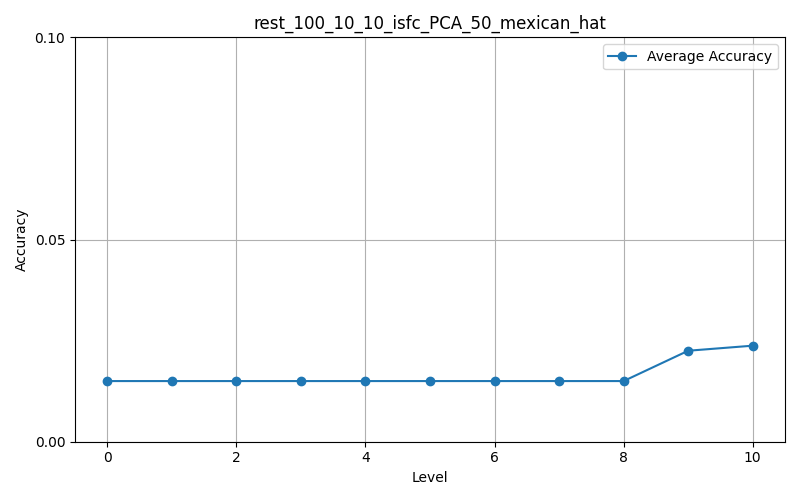 rest_100_10_10_isfc_PCA_50_mexican_hat
Average Accuracy
0.10
0.05
0.00
Accuracy
0 2 4 6 8 10
Level